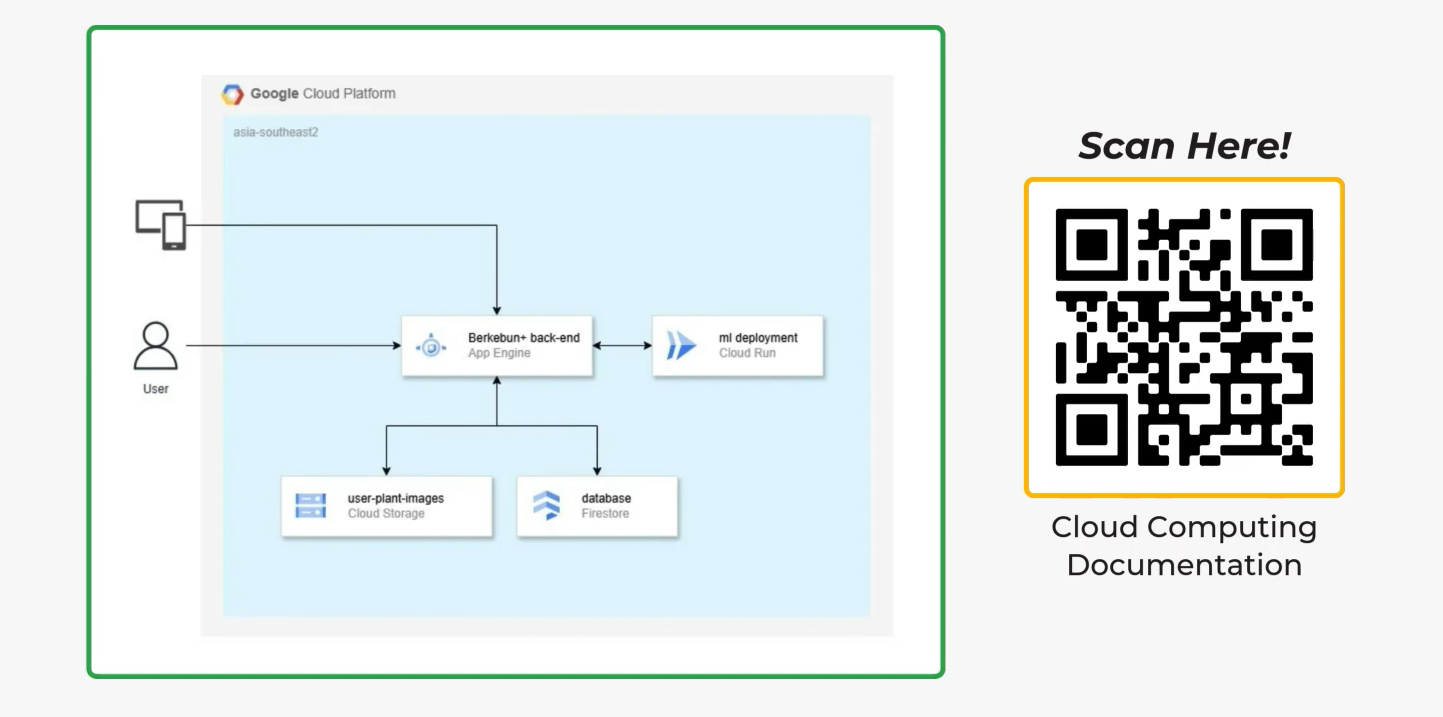 Google Cloud Platform
asia-southeast2
User
Berkebun+ back-end
App Engine
ml deployment
Cloud Run
user-plant-images
Cloud Storage
database
Firestore
Scan Here!
Cloud Computing
Documentation